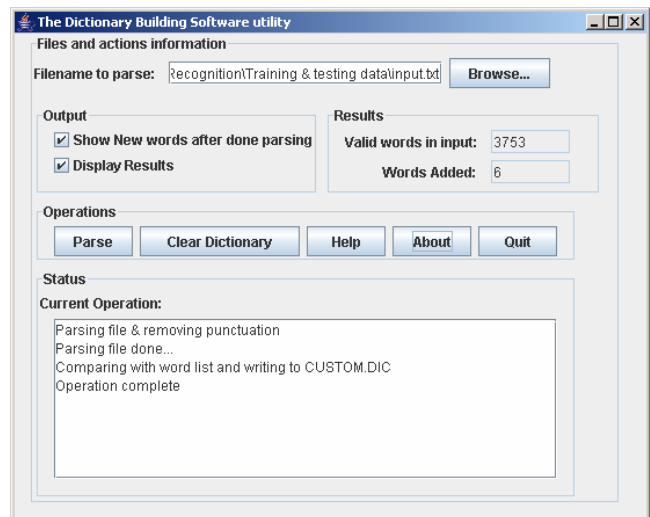 The Dictionary Building Software utility
Files and actions information
Filename to parse: Recognition\Training & testing data\input.txt Browse...
Output
Show New words after done parsing
Display Results
Results
Valid words in input: 3753
Words Added: 6
Operations
Parse Clear Dictionary Help About Quit
Status
Current Operation:
Parsing file & removing punctuation
Parsing file done...
Comparing with word list and writing to CUSTOM.DIC
Operation complete